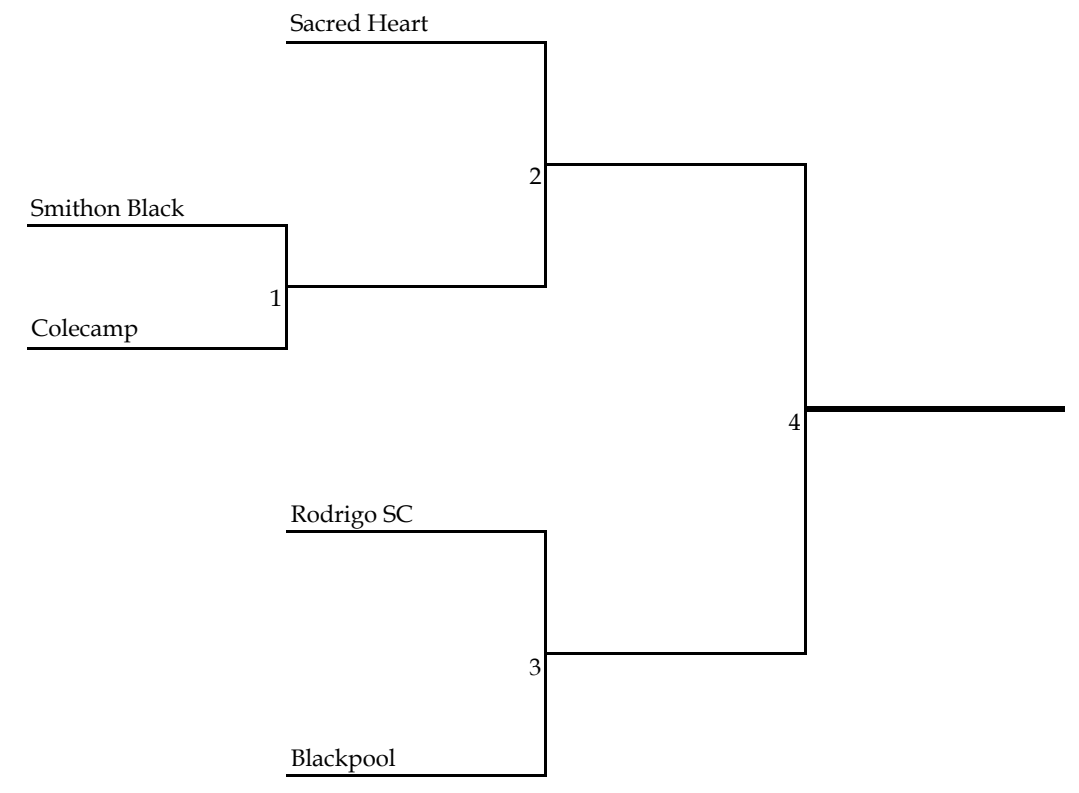 Sacred Heart
2
Smithon Black
1
Colecamp
4
Rodrigo SC
3
Blackpool